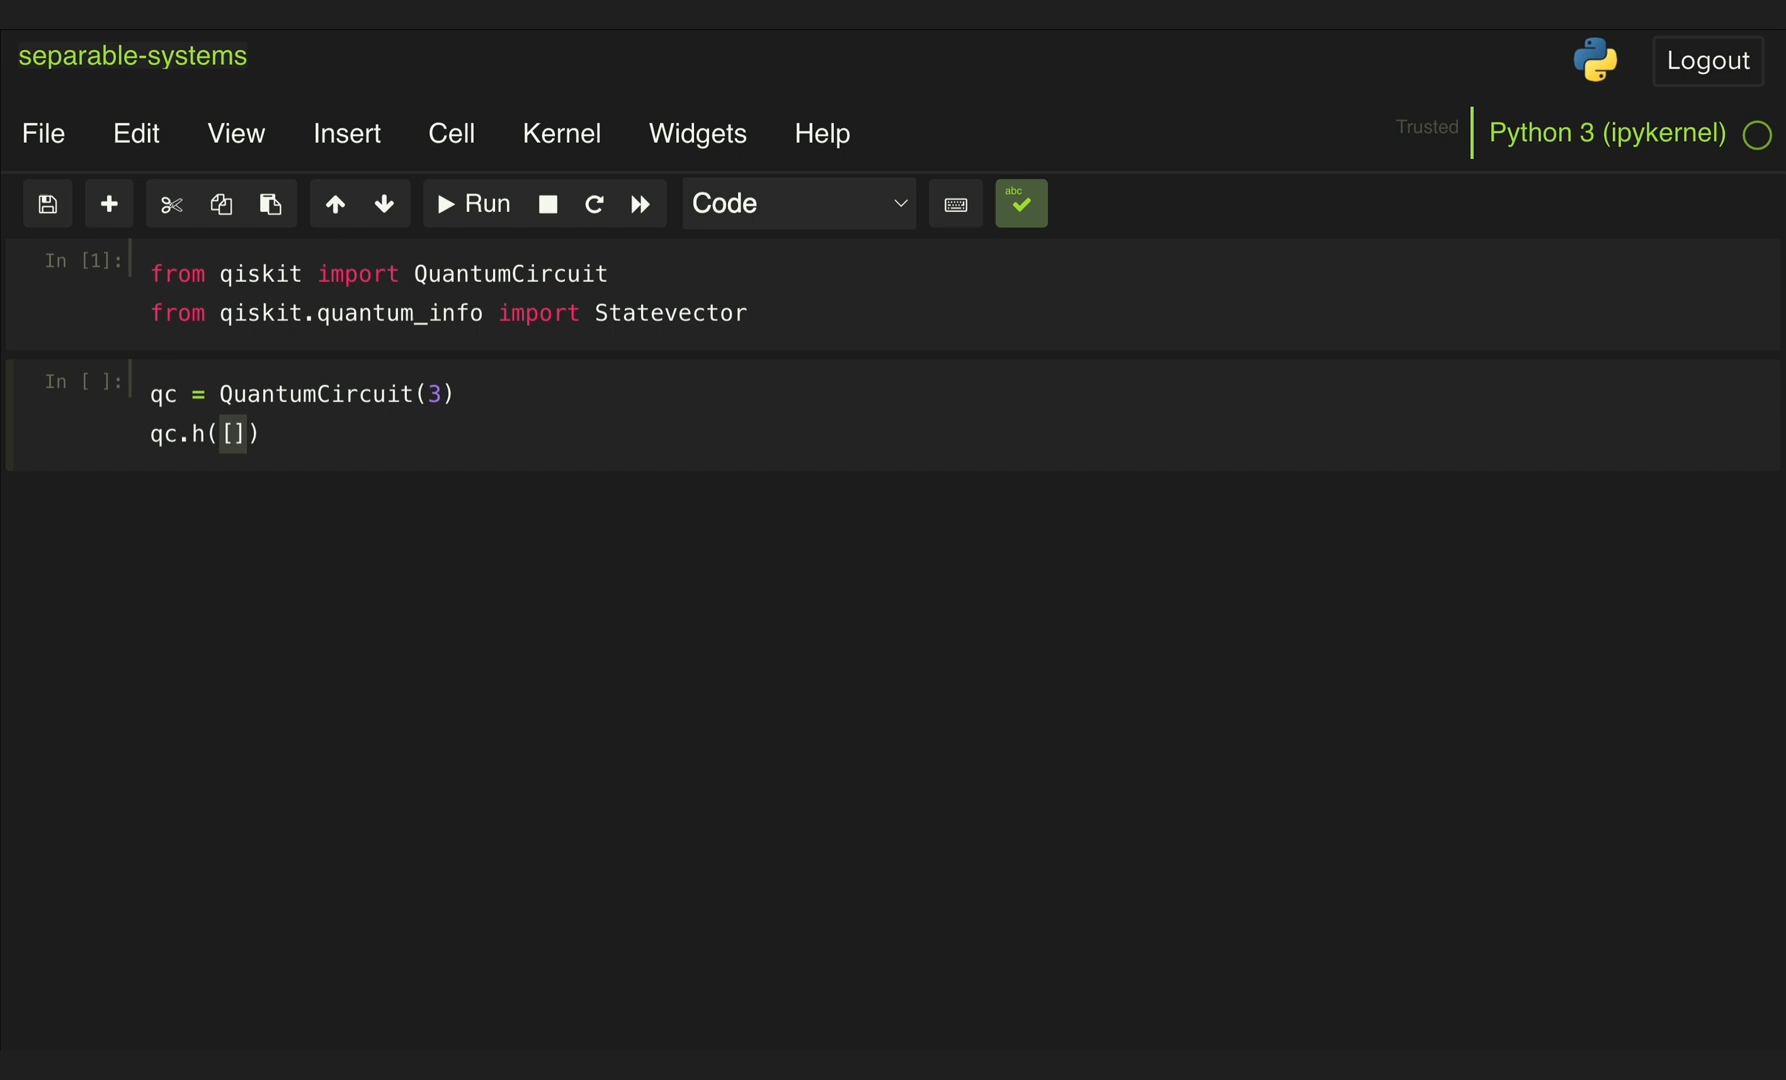 separable-systems
Logout
File Edit View Insert Cell Kernel Widgets Help
Trusted
Python 3 (ipykernel)
Run
Code
abc
In [1]:
from qiskit import QuantumCircuit
from qiskit.quantum_info import Statevector
In [ ]:
qc = QuantumCircuit(3)
qc.h([])